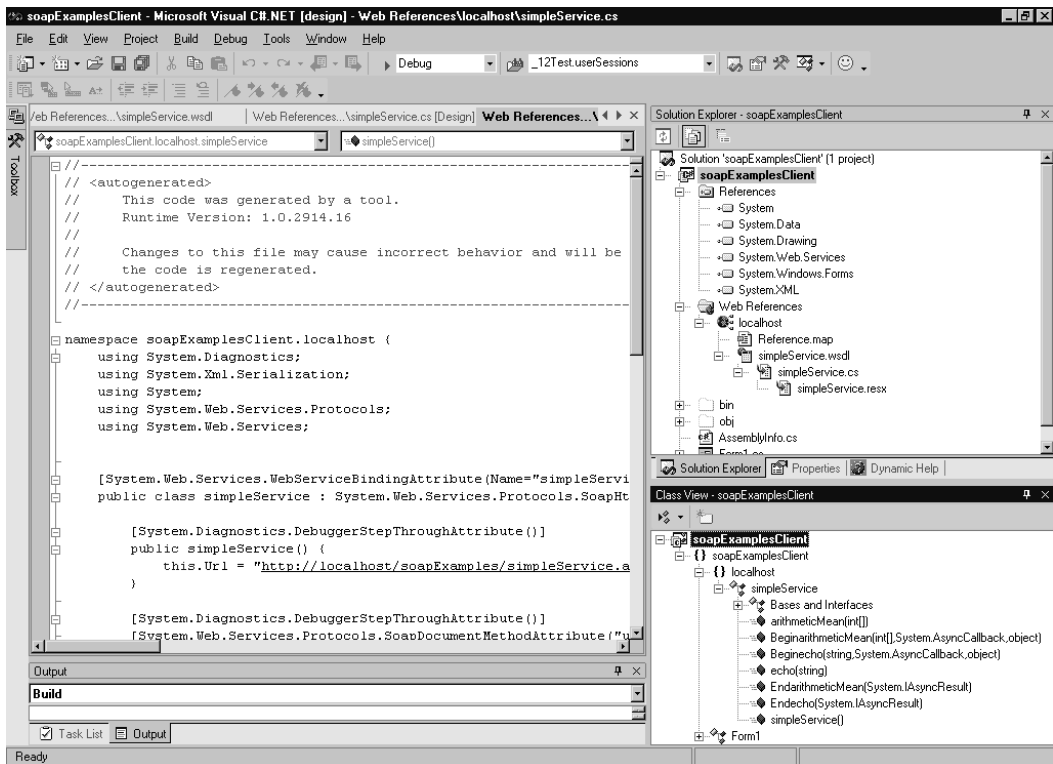 soapExamplesClient - Microsoft Visual C#.NET [design] - Web References\localhost\simpleService.cs
File Edit View Project Build Debug Tools Window Help
Debug
_12Test.userSessions
/eb References...\simpleService.wsdl
Web References...\simpleService.cs [Design]
Web References...\
soapExamplesClient.localhost.simpleService
simpleService()
Toolbox
//--------------------------------------------------------------------
// <autogenerated>
//     This code was generated by a tool.
//     Runtime Version: 1.0.2914.16
//
//     Changes to this file may cause incorrect behavior and will be
//     the code is regenerated.
// </autogenerated>
//--------------------------------------------------------------------
namespace soapExamplesClient.localhost {
using System.Diagnostics;
using System.Xml.Serialization;
using System;
using System.Web.Services.Protocols;
using System.Web.Services;
[System.Web.Services.WebServiceBindingAttribute(Name="simpleServi
public class simpleService : System.Web.Services.Protocols.SoapHt
[System.Diagnostics.DebuggerStepThroughAttribute()]
public simpleService() {
this.Url = "http://localhost/soapExamples/simpleService.a
}
[System.Diagnostics.DebuggerStepThroughAttribute()]
[System.Web.Services.Protocols.SoapDocumentMethodAttribute("u
Output
Build
Task List
Output
Ready
Solution Explorer - soapExamplesClient
Solution 'soapExamplesClient' (1 project)
soapExamplesClient
References
System
System.Data
System.Drawing
System.Web.Services
System.Windows.Forms
System.XML
Web References
localhost
Reference.map
simpleService.wsdl
simpleService.cs
simpleService.resx
bin
obj
AssemblyInfo.cs
Form1.cs
Solution Explorer
Properties
Dynamic Help
Class View - soapExamplesClient
soapExamplesClient
{} soapExamplesClient
{} localhost
simpleService
Bases and Interfaces
arithmeticMean(int[])
BeginarithmeticMean(int[],System.AsyncCallback,object)
Beginecho(string,System.AsyncCallback,object)
echo(string)
EndarithmeticMean(System.IAsyncResult)
Endecho(System.IAsyncResult)
simpleService()
Form1